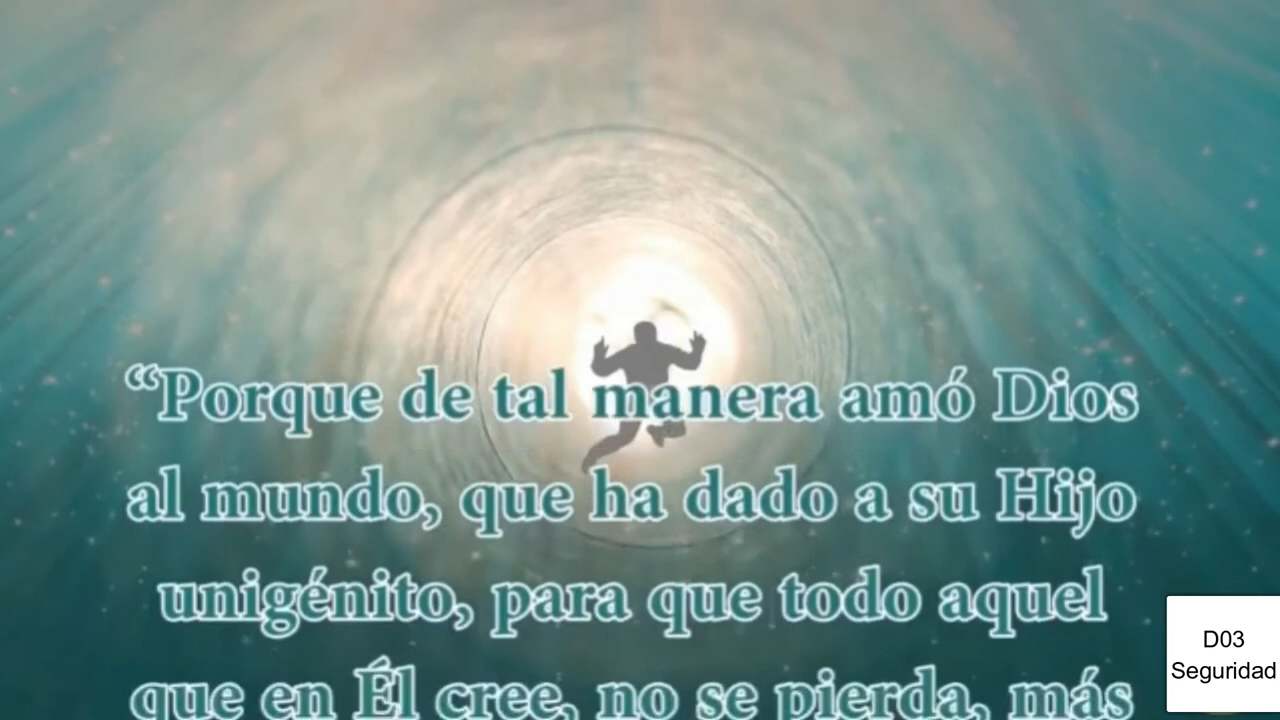 “Porque de tal manera amó Dios
al mundo, que ha dado a su Hijo
unigénito, para que todo aquel
que en Él cree, no se pierda, más
D03
Seguridad